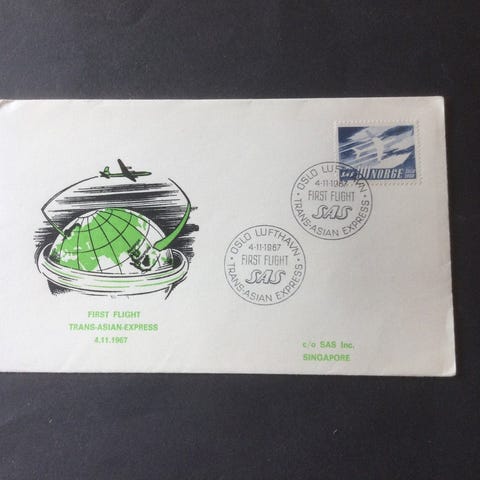 NORGE
OSLO LUFTHAVN
4-11-1967
FIRST FLIGHT
SAS
TRANS-ASIAN EXPRESS
OSLO LUFTHAVN
4-11-1967
FIRST FLIGHT
SAS
TRANS-ASIAN EXPRESS
FIRST FLIGHT
TRANS-ASIAN-EXPRESS
4.11.1967
c/o SAS Inc.
SINGAPORE